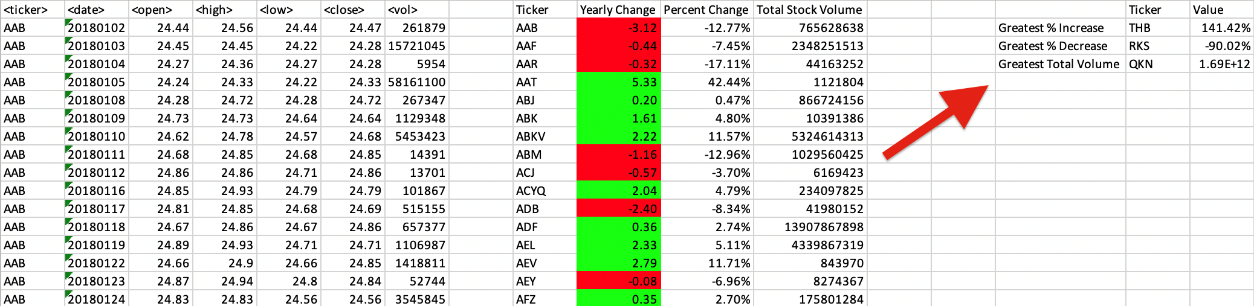 <ticker> <date> <open> <high> <low> <close> <vol> Ticker Yearly Change Percent Change Total Stock Volume Ticker Value
AAB 20180102 24.44 24.56 24.44 24.47 261879 AAB -3.12 -12.77% 765628638 Greatest % Increase THB 141.42%
AAB 20180103 24.45 24.45 24.22 24.28 15721045 AAF -0.44 -7.45% 2348251513 Greatest % Decrease RKS -90.02%
AAB 20180104 24.27 24.36 24.27 24.28 5954 AAR -0.32 -17.11% 44163252 Greatest Total Volume QKN 1.69E+12
AAB 20180105 24.24 24.33 24.22 24.33 58161100 AAT 5.33 42.44% 1121804
AAB 20180108 24.28 24.72 24.28 24.72 267347 ABJ 0.20 0.47% 866724156
AAB 20180109 24.73 24.73 24.64 24.64 1129348 ABK 1.61 4.80% 10391386
AAB 20180110 24.62 24.78 24.57 24.68 5453423 ABKV 2.22 11.57% 5324614313
AAB 20180111 24.68 24.85 24.68 24.85 14391 ABM -1.16 -12.96% 1029560425
AAB 20180112 24.86 24.86 24.71 24.86 13701 ACJ -0.57 -3.70% 6169423
AAB 20180116 24.85 24.93 24.79 24.79 101867 ACYQ 2.04 4.79% 234097825
AAB 20180117 24.81 24.85 24.68 24.69 515155 ADB -2.40 -8.34% 41980152
AAB 20180118 24.67 24.86 24.67 24.86 657377 ADF 0.36 2.74% 13907867898
AAB 20180119 24.89 24.93 24.71 24.71 1106987 AEL 2.33 5.11% 4339867319
AAB 20180122 24.66 24.9 24.66 24.85 1418811 AEV 2.79 11.71% 843970
AAB 20180123 24.87 24.94 24.8 24.84 52744 AEY -0.08 -6.96% 8274367
AAB 20180124 24.83 24.83 24.56 24.56 3545845 AFZ 0.35 2.70% 175801284